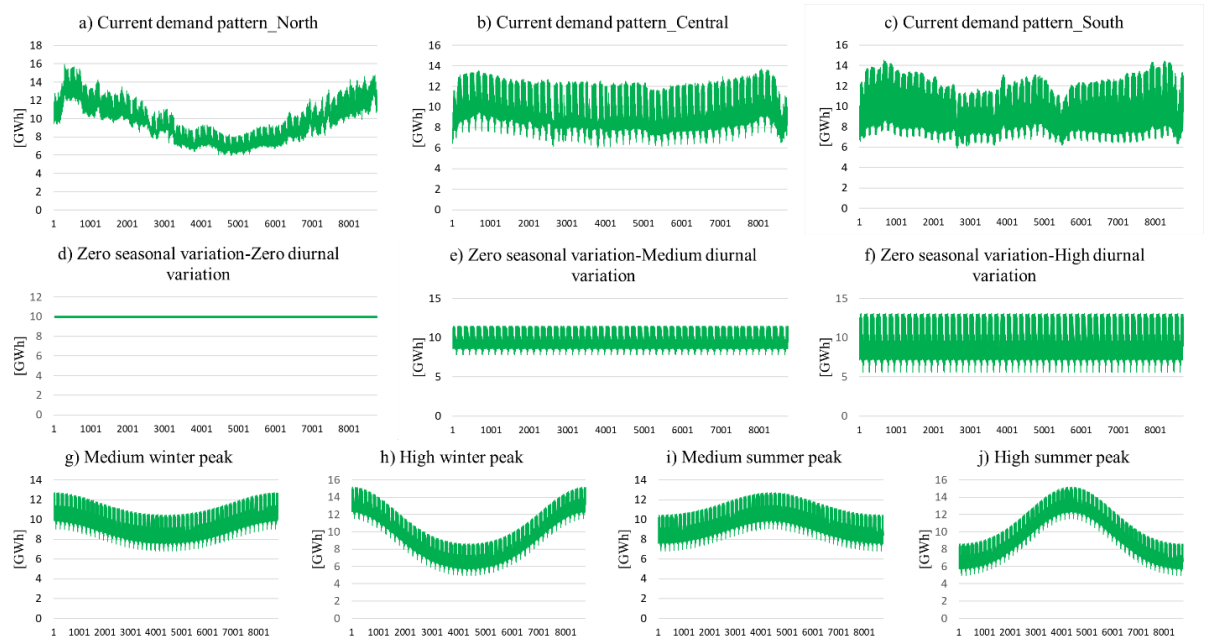 a) Current demand pattern_North
b) Current demand pattern_Central
c) Current demand pattern_South
[GWh]
18
16
14
12
10
8
6
4
2
0
1 1001 2001 3001 4001 5001 6001 7001 8001
[GWh]
16
14
12
10
8
6
4
2
0
1 1001 2001 3001 4001 5001 6001 7001 8001
[GWh]
16
14
12
10
8
6
4
2
0
1 1001 2001 3001 4001 5001 6001 7001 8001
d) Zero seasonal variation-Zero diurnal
variation
[GWh]
12
10
8
6
4
2
0
1 1001 2001 3001 4001 5001 6001 7001 8001
e) Zero seasonal variation-Medium diurnal
variation
[GWh]
15
10
5
0
1 1001 2001 3001 4001 5001 6001 7001 8001
f) Zero seasonal variation-High diurnal
variation
[GWh]
15
10
5
0
1 1001 2001 3001 4001 5001 6001 7001 8001
g) Medium winter peak
[GWh]
14
12
10
8
6
4
2
0
1 1001 2001 3001 4001 5001 6001 7001 8001
h) High winter peak
[GWh]
16
14
12
10
8
6
4
2
0
1 1001 2001 3001 4001 5001 6001 7001 8001
i) Medium summer peak
[GWh]
14
12
10
8
6
4
2
0
1 1001 2001 3001 4001 5001 6001 7001 8001
j) High summer peak
[GWh]
16
14
12
10
8
6
4
2
0
1 1001 2001 3001 4001 5001 6001 7001 8001